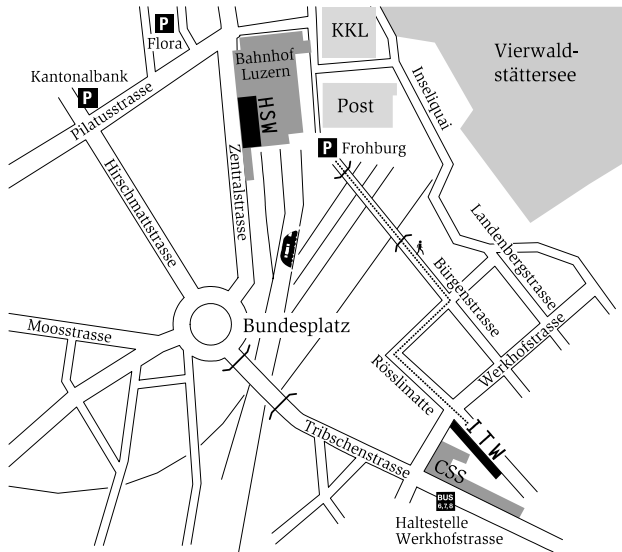 P
Flora
KKL
Vierwald-
stättersee
Bahnhof
Luzern
Kantonalbank
P
Inseliquai
Pilatusstrasse
HSW
Post
P Frohburg
Zentralstrasse
Hirschmattstrasse
Landenbergstrasse
Bürgenstrasse
Bundesplatz
Moosstrasse
Werkhofstrasse
Rösslimatte
ITW
Tribschenstrasse
CSS
BUS
6,7,8
Haltestelle
Werkhofstrasse